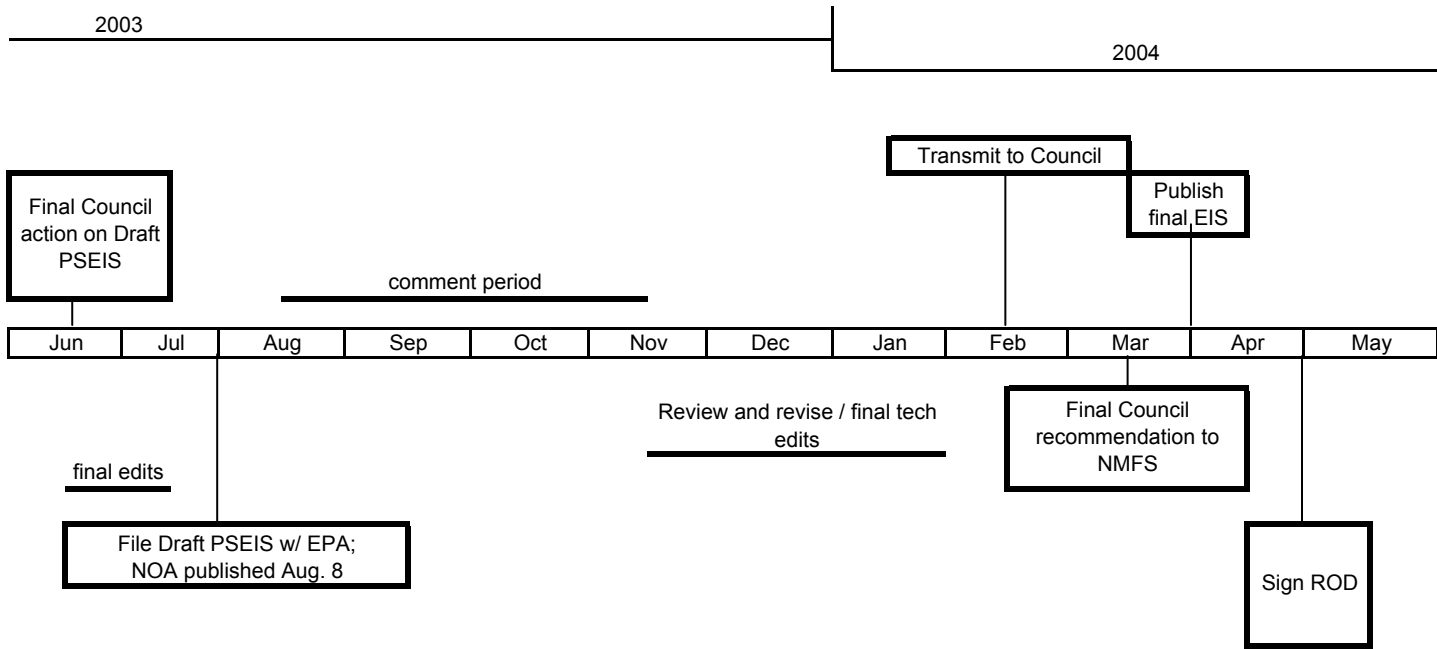 2003
2004
Transmit to Council
Final Council
action on Draft
PSEIS
Publish
final EIS
comment period
Jun Jul Aug Sep Oct Nov Dec Jan Feb Mar Apr May
Review and revise / final tech
edits
Final Council
recommendation to
NMFS
final edits
File Draft PSEIS w/ EPA;
NOA published Aug. 8
Sign ROD